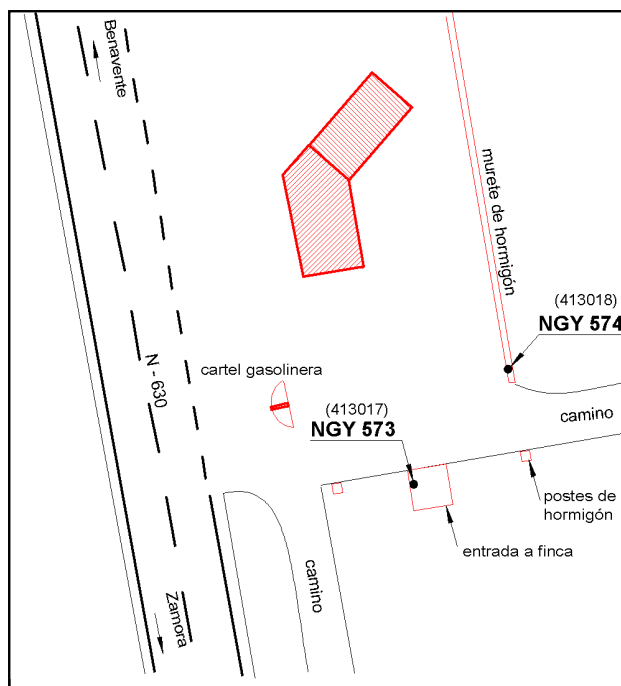 Benavente
murete de hormigón
(413018)
NGY 574
N - 630
cartel gasolinera
(413017)
NGY 573
camino
postes de
hormigón
entrada a finca
camino
Zamora